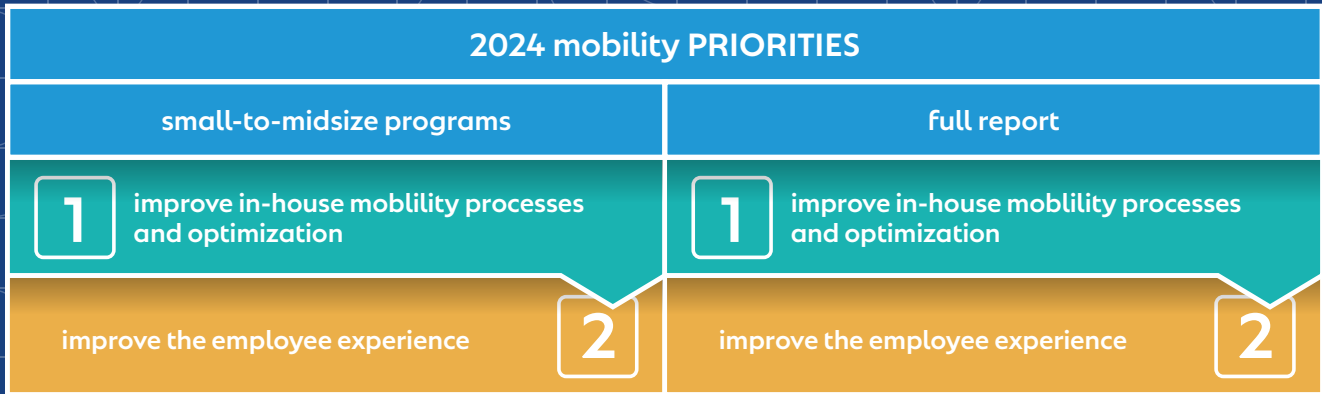 2024 mobility PRIORITIES
small-to-midsize programs
full report
1
improve in-house moblility processes
and optimization
1
improve in-house moblility processes
and optimization
improve the employee experience
2
improve the employee experience
2